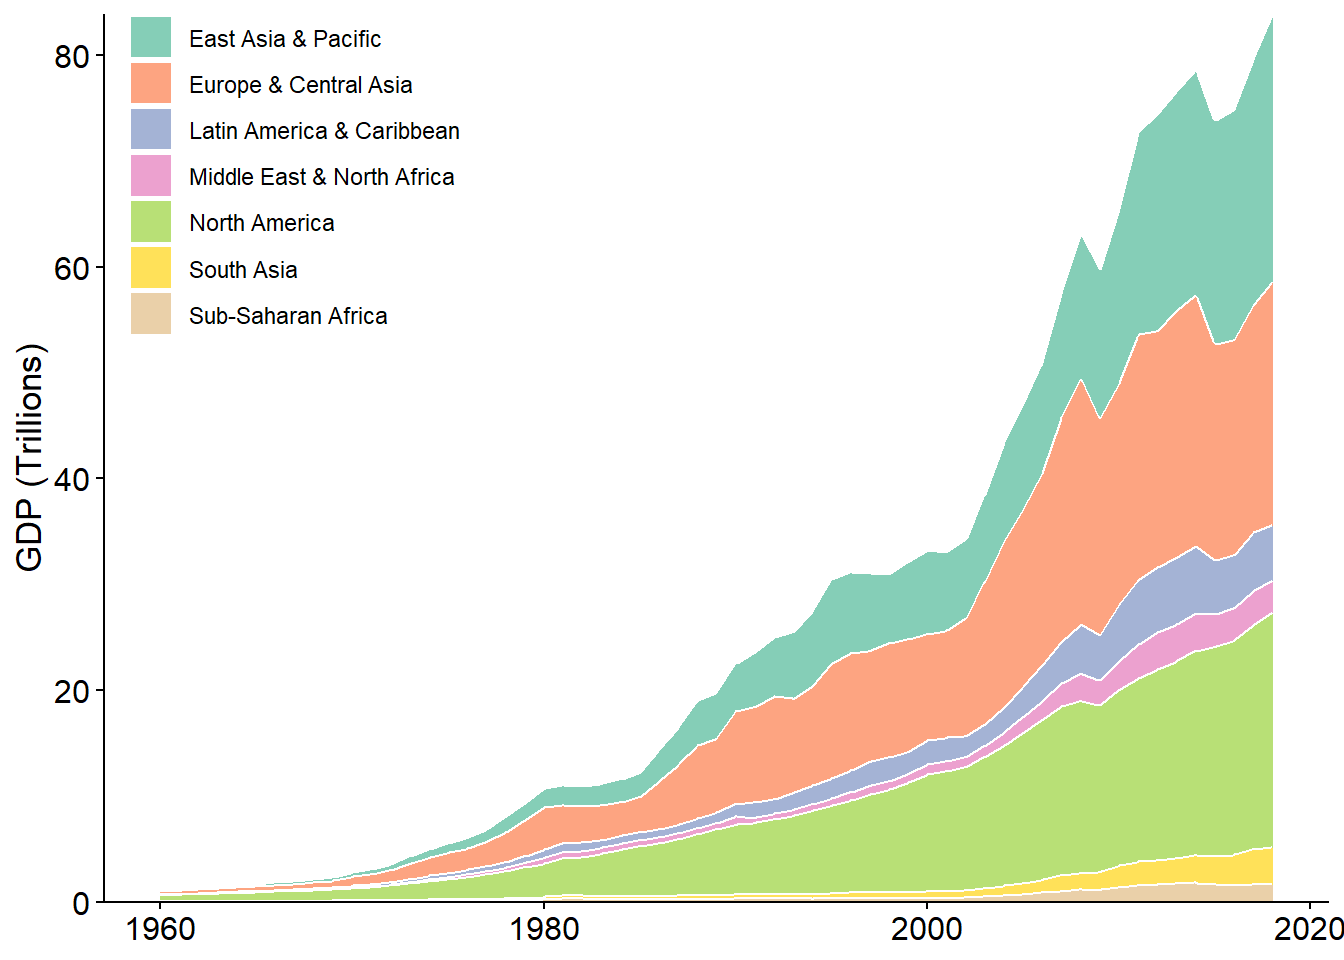 East Asia & Pacific
Europe & Central Asia
Latin America & Caribbean
Middle East & North Africa
North America
South Asia
Sub-Saharan Africa
GDP (Trillions)
80
60
40
20
0
1960
1980
2000
2020